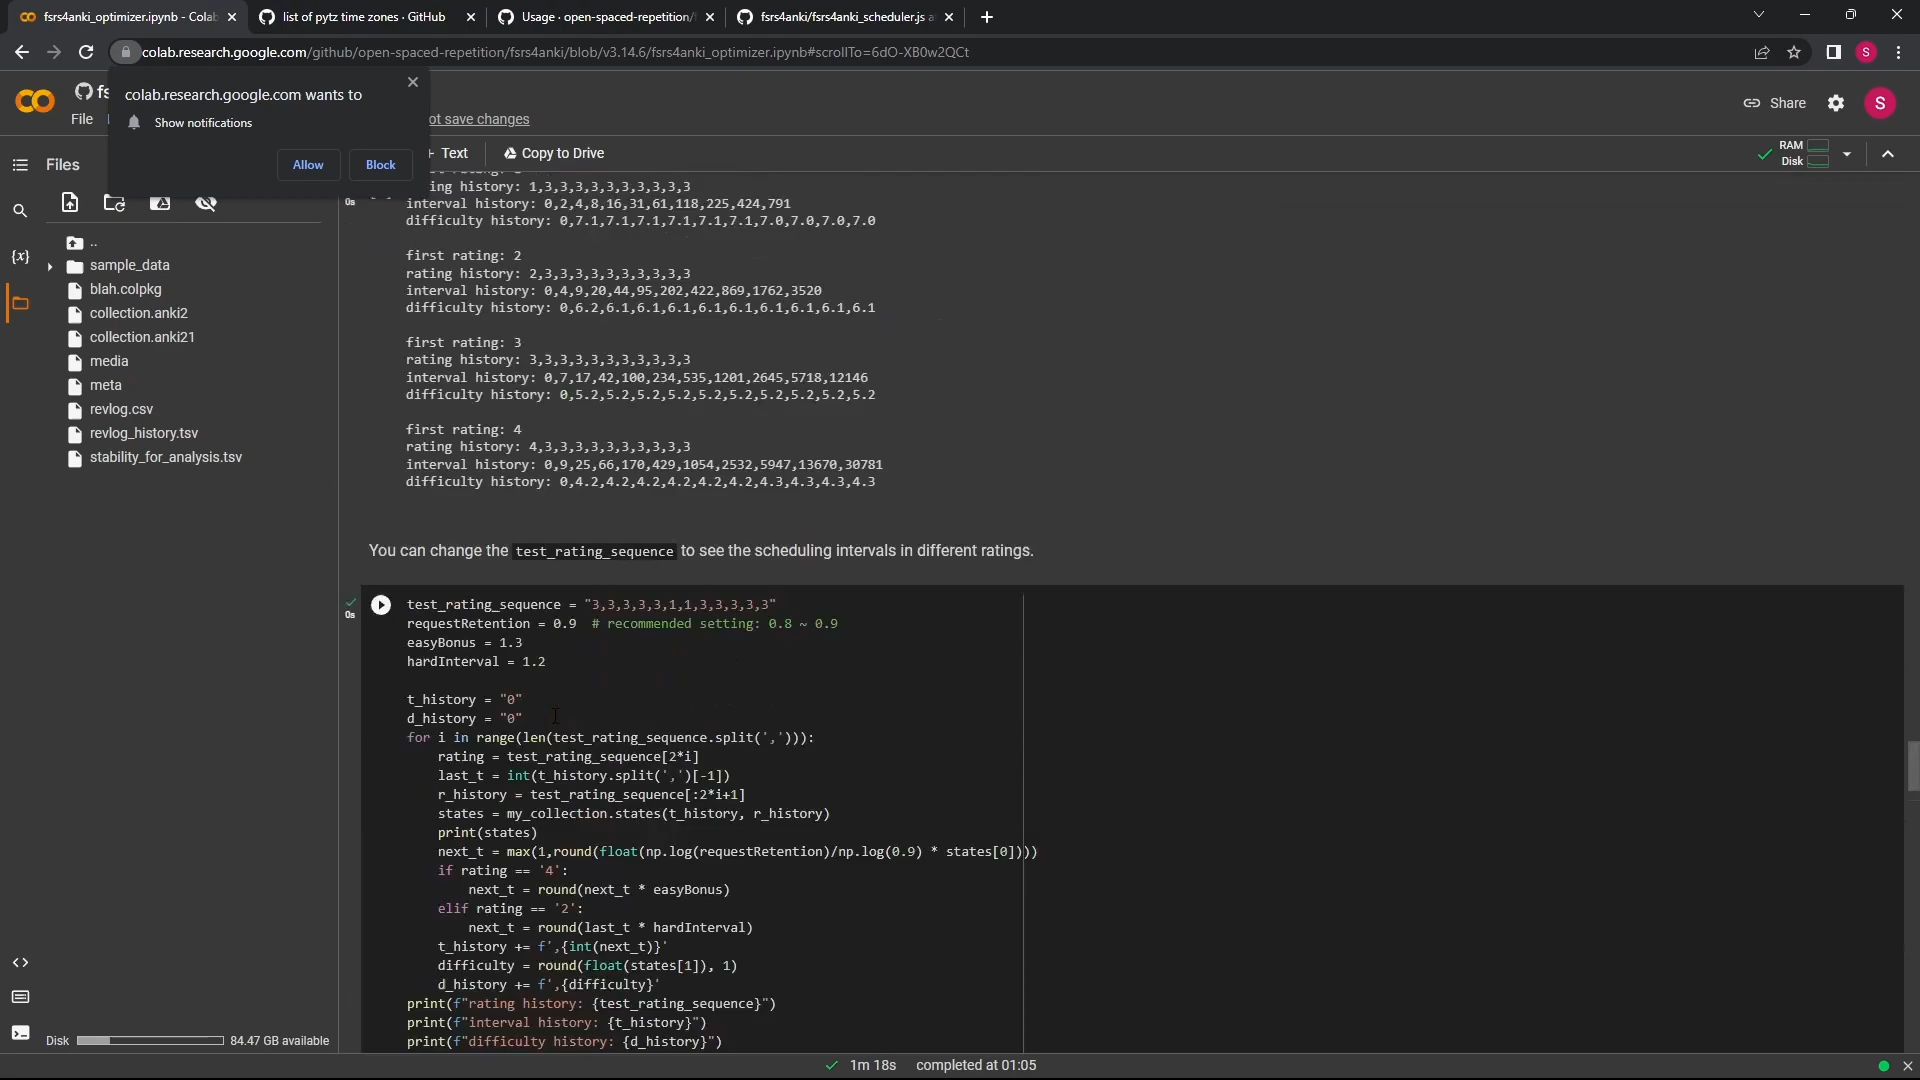 fsrs4anki_optimizer.ipynb - Colab
list of pytz time zones · GitHub
Usage · open-spaced-repetition/
fsrs4anki/fsrs4anki_scheduler.js a
colab.research.google.com/github/open-spaced-repetition/fsrs4anki/blob/v3.14.6/fsrs4anki_optimizer.ipynb#scrollTo=6dO-XB0w2QCt
S
colab.research.google.com wants to
Show notifications
Allow
Block
fs
File
ot save changes
Share
S
+ Text
Copy to Drive
RAM
Disk
Files
..
sample_data
blah.colpkg
collection.anki2
collection.anki21
media
meta
revlog.csv
revlog_history.tsv
stability_for_analysis.tsv
{x}
Disk
84.47 GB available
0s
ing history: 1,3,3,3,3,3,3,3,3,3,3
interval history: 0,2,4,8,16,31,61,118,225,424,791
difficulty history: 0,7.1,7.1,7.1,7.1,7.1,7.1,7.0,7.0,7.0,7.0
first rating: 2
rating history: 2,3,3,3,3,3,3,3,3,3,3
interval history: 0,4,9,20,44,95,202,422,869,1762,3520
difficulty history: 0,6.2,6.1,6.1,6.1,6.1,6.1,6.1,6.1,6.1,6.1
first rating: 3
rating history: 3,3,3,3,3,3,3,3,3,3,3
interval history: 0,7,17,42,100,234,535,1201,2645,5718,12146
difficulty history: 0,5.2,5.2,5.2,5.2,5.2,5.2,5.2,5.2,5.2,5.2
first rating: 4
rating history: 4,3,3,3,3,3,3,3,3,3,3
interval history: 0,9,25,66,170,429,1054,2532,5947,13670,30781
difficulty history: 0,4.2,4.2,4.2,4.2,4.2,4.2,4.3,4.3,4.3,4.3
You can change the test_rating_sequence to see the scheduling intervals in different ratings.
0s
test_rating_sequence = "3,3,3,3,3,1,1,3,3,3,3,3"
requestRetention = 0.9 # recommended setting: 0.8 ~ 0.9
easyBonus = 1.3
hardInterval = 1.2
t_history = "0"
d_history = "0"
for i in range(len(test_rating_sequence.split(','))):
rating = test_rating_sequence[2*i]
last_t = int(t_history.split(',')[-1])
r_history = test_rating_sequence[:2*i+1]
states = my_collection.states(t_history, r_history)
print(states)
next_t = max(1,round(float(np.log(requestRetention)/np.log(0.9) * states[0])))
if rating == '4':
next_t = round(next_t * easyBonus)
elif rating == '2':
next_t = round(last_t * hardInterval)
t_history += f',{int(next_t)}'
difficulty = round(float(states[1]), 1)
d_history += f',{difficulty}'
print(f"rating history: {test_rating_sequence}")
print(f"interval history: {t_history}")
print(f"difficulty history: {d_history}")
1m 18s completed at 01:05